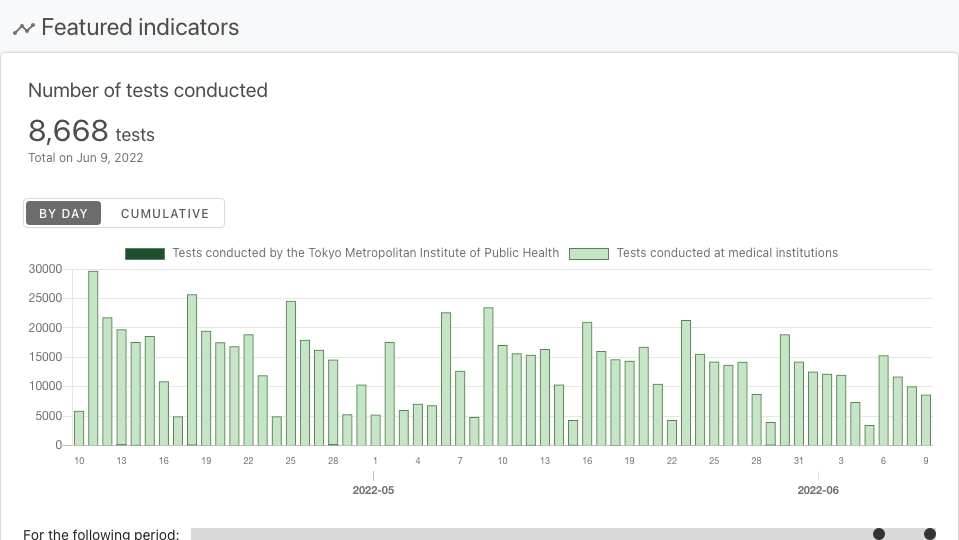 Featured indicators
Number of tests conducted
8,668 tests
Total on Jun 9, 2022
BY DAY CUMULATIVE
Tests conducted by the Tokyo Metropolitan Institute of Public Health Tests conducted at medical institutions
30000
25000
20000
15000
10000
5000
0
10 13 16 19 22 25 28 1 4 7 10 13 16 19 22 25 28 31 3 6 9
2022-05 2022-06
For the following period: